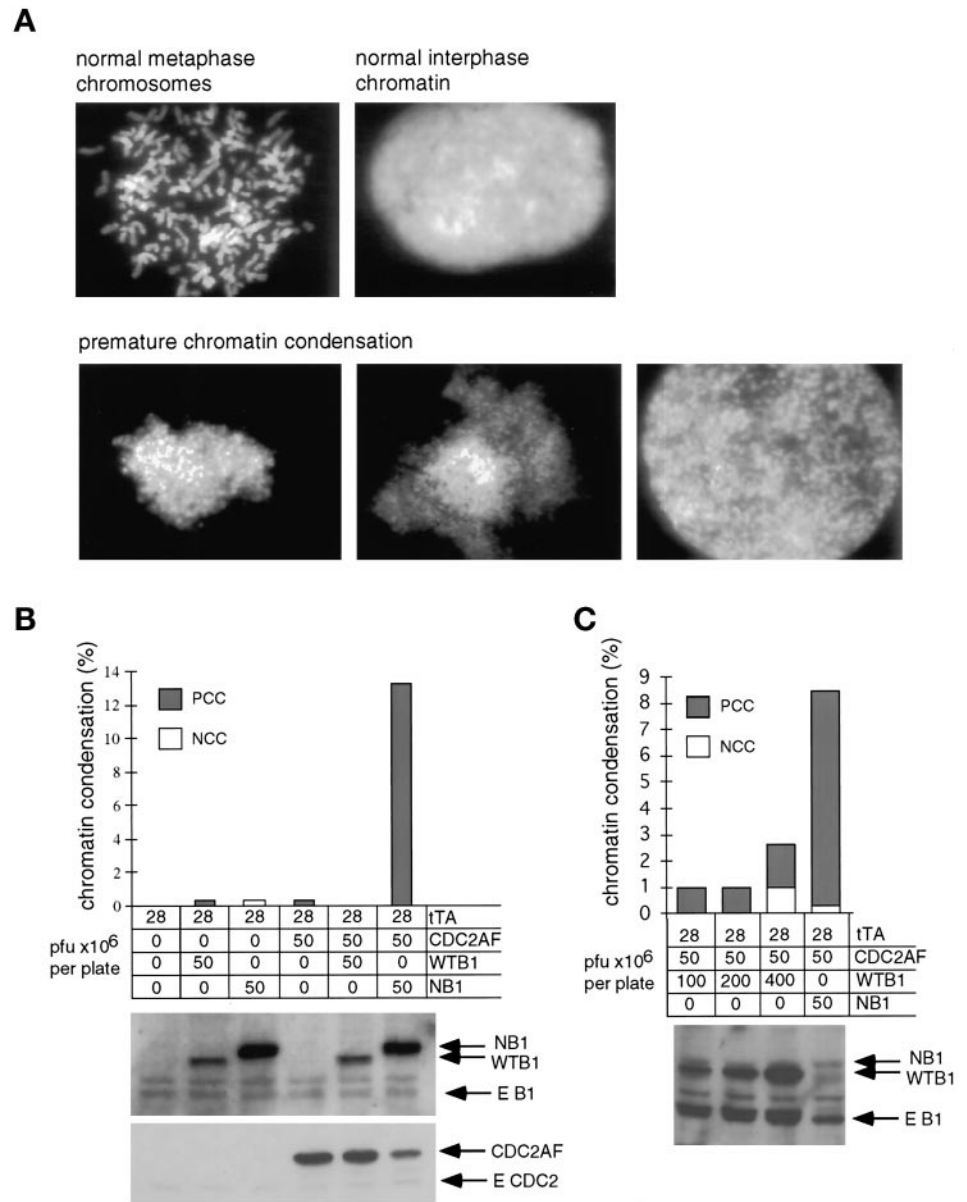 A
normal metaphase
chromosomes
normal interphase
chromatin
premature chromatin condensation
B
chromatin condensation (%)
14
12
10
8
6
4
2
0
PCC
NCC
28 28 28 28 28 28 tTA
pfu x10⁶
per plate
0 0 0 50 50 50 CDC2AF
0 50 0 0 50 0 WTB1
0 0 50 0 0 50 NB1
NB1
WTB1
E B1
CDC2AF
E CDC2
C
chromatin condensation (%)
9
8
7
6
5
4
3
2
1
0
PCC
NCC
28 28 28 28 tTA
pfu x10⁶
per plate
50 50 50 50 CDC2AF
100 200 400 0 WTB1
0 0 0 50 NB1
NB1
WTB1
E B1